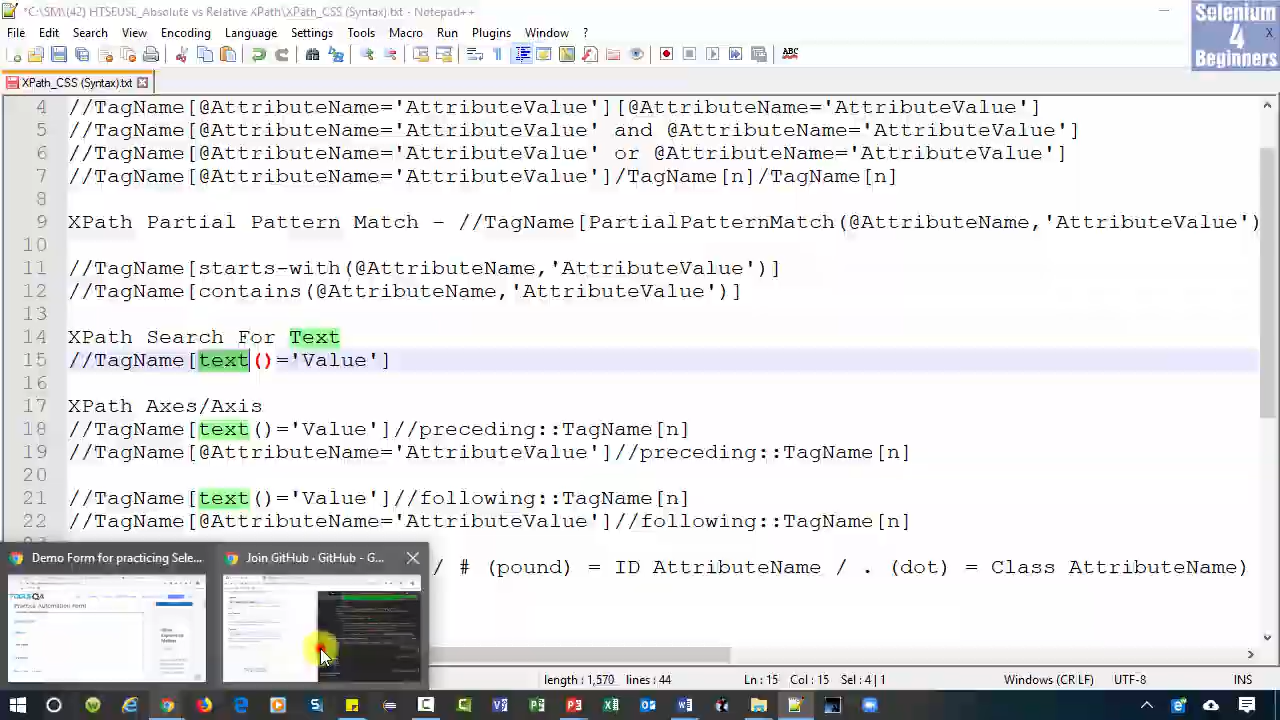 *C:\SM\(42) HTSEUSE_Absolute vs Relative XPath\XPath_CSS (Syntax).txt - Notepad++
Selenium
4
Beginners
File Edit Search View Encoding Language Settings Tools Macro Run Plugins Window ? X
ABC
XPath_CSS (Syntax).txt
4 //TagName[@AttributeName='AttributeValue'][@AttributeName='AttributeValue']
5 //TagName[@AttributeName='AttributeValue' and @AttributeName='AttributeValue']
6 //TagName[@AttributeName='AttributeValue' or @AttributeName='AttributeValue']
7 //TagName[@AttributeName='AttributeValue']/TagName[n]/TagName[n]
8
9 XPath Partial Pattern Match - //TagName[PartialPatternMatch(@AttributeName,'AttributeValue')
10
11 //TagName[starts-with(@AttributeName,'AttributeValue')]
12 //TagName[contains(@AttributeName,'AttributeValue')]
13
14 XPath Search For Text
15 //TagName[text()='Value']
16
17 XPath Axes/Axis
18 //TagName[text()='Value']//preceding::TagName[n]
19 //TagName[@AttributeName='AttributeValue']//preceding::TagName[n]
20
21 //TagName[text()='Value']//following::TagName[n]
22 //TagName[@AttributeName='AttributeValue']//following::TagName[n]
/ # (pound) = ID AttributeName / . (dot) = Class AttributeName)
Demo Form for practicing Sele... Join GitHub · GitHub - G...
TOOLSQA
Practice Automation Form
length : 1,570 lines : 44 Ln : 15 Col : 15 Sel : 4 | 1 Windows (CR LF) UTF-8 INS